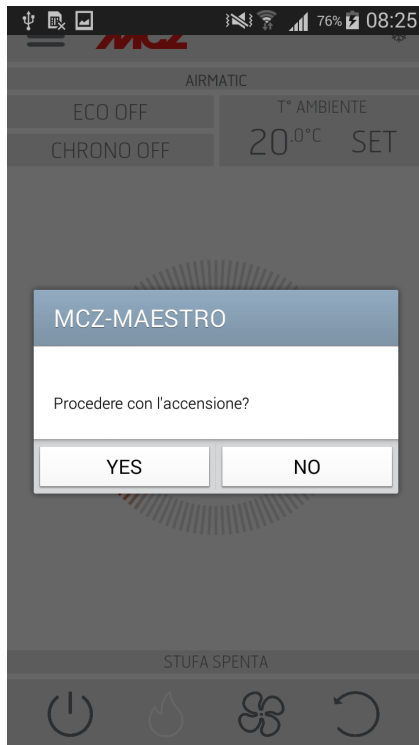 76% 08:25
MCZ
AIRMATIC
ECO OFF
T° AMBIENTE
CHRONO OFF
20.0°C SET
MCZ-MAESTRO
Procedere con l'accensione?
YES NO
STUFA SPENTA